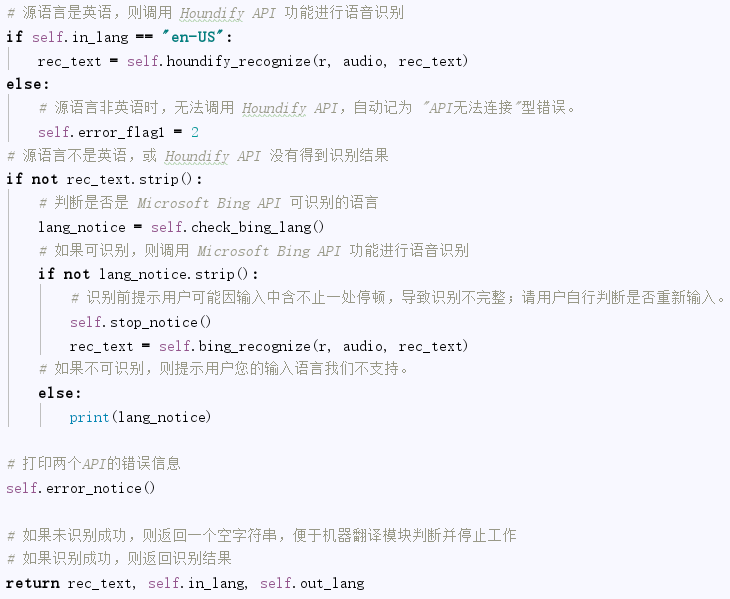 # 源语言是英语，则调用 Houndify API 功能进行语音识别
if self.in_lang == "en-US":
    rec_text = self.houndify_recognize(r, audio, rec_text)
else:
    # 源语言非英语时，无法调用 Houndify API，自动记为 "API无法连接"型错误。
    self.error_flag1 = 2
# 源语言不是英语，或 Houndify API 没有得到识别结果
if not rec_text.strip():
    # 判断是否是 Microsoft Bing API 可识别的语言
    lang_notice = self.check_bing_lang()
    # 如果可识别，则调用 Microsoft Bing API 功能进行语音识别
    if not lang_notice.strip():
        # 识别前提示用户可能因输入中含不止一处停顿，导致识别不完整；请用户自行判断是否重新输入。
        self.stop_notice()
        rec_text = self.bing_recognize(r, audio, rec_text)
    # 如果不可识别，则提示用户您的输入语言我们不支持。
    else:
        print(lang_notice)
# 打印两个API的错误信息
self.error_notice()
# 如果未识别成功，则返回一个空字符串，便于机器翻译模块判断并停止工作
# 如果识别成功，则返回识别结果
return rec_text, self.in_lang, self.out_lang